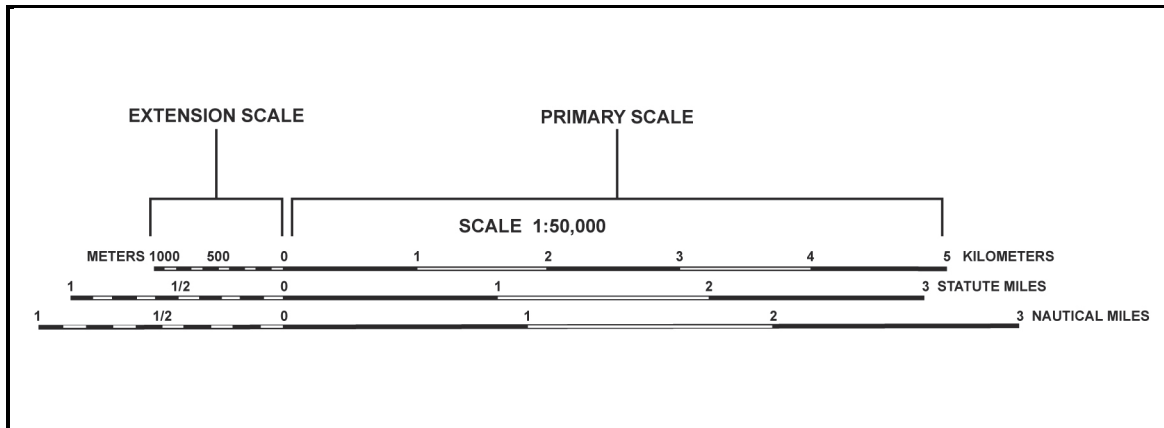 EXTENSION SCALE PRIMARY SCALE
SCALE 1:50,000
METERS 1000 500 0 1 2 3 4 5 KILOMETERS
1 1/2 0 1 2 3 STATUTE MILES
1 1/2 0 1 2 3 NAUTICAL MILES